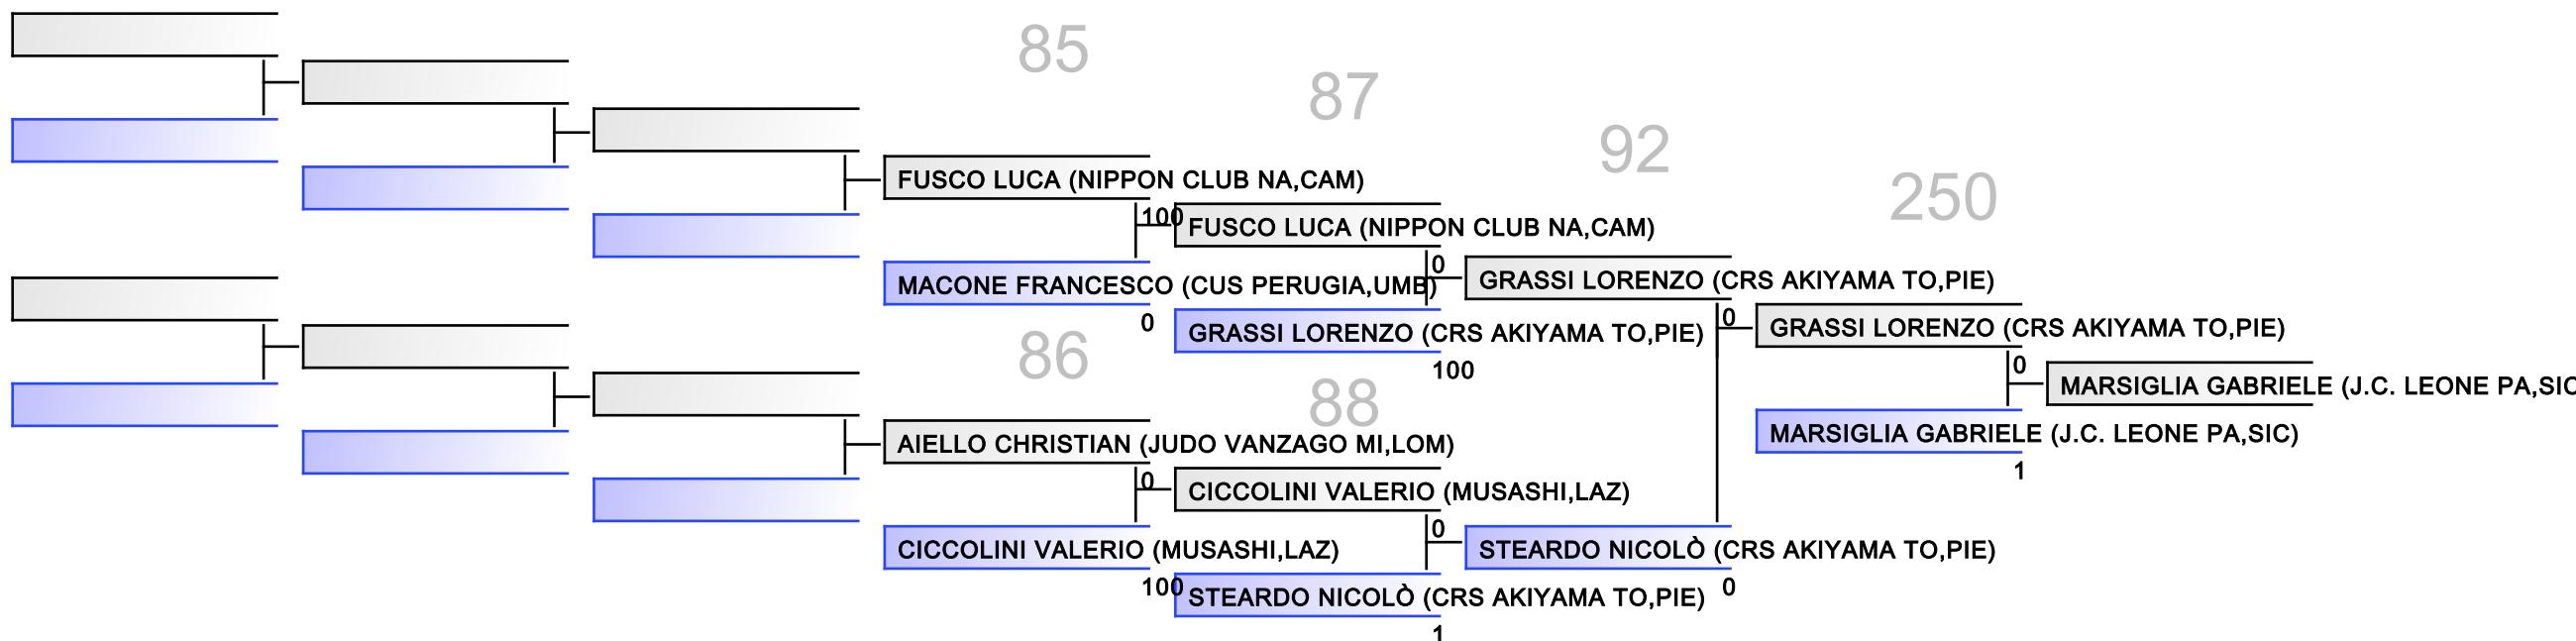 85
87
92
250
FUSCO LUCA (NIPPON CLUB NA,CAM)
100
FUSCO LUCA (NIPPON CLUB NA,CAM)
0
MACONE FRANCESCO (CUS PERUGIA,UMB)
GRASSI LORENZO (CRS AKIYAMA TO,PIE)
0
0
GRASSI LORENZO (CRS AKIYAMA TO,PIE)
GRASSI LORENZO (CRS AKIYAMA TO,PIE)
86
100
0
MARSIGLIA GABRIELE (J.C. LEONE PA,SIC
88
AIELLO CHRISTIAN (JUDO VANZAGO MI,LOM)
MARSIGLIA GABRIELE (J.C. LEONE PA,SIC)
1
0
CICCOLINI VALERIO (MUSASHI,LAZ)
0
CICCOLINI VALERIO (MUSASHI,LAZ)
STEARDO NICOLÒ (CRS AKIYAMA TO,PIE)
100
STEARDO NICOLÒ (CRS AKIYAMA TO,PIE)
0
1